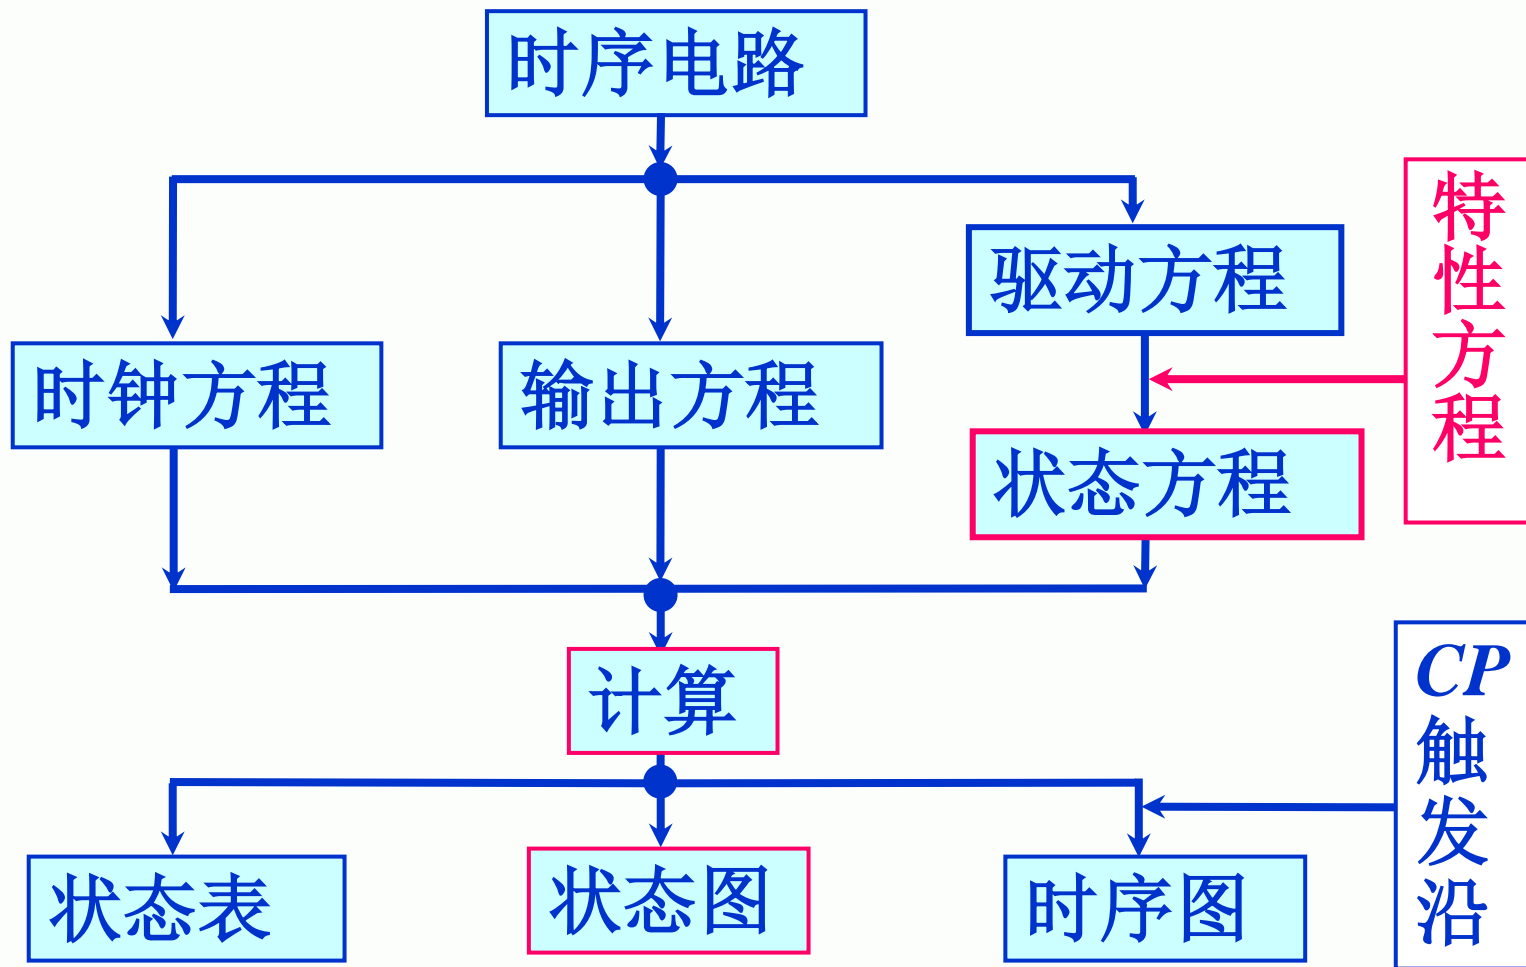 时序电路
驱动方程
特性方程
时钟方程
输出方程
状态方程
计算
CP触发沿
状态表
状态图
时序图